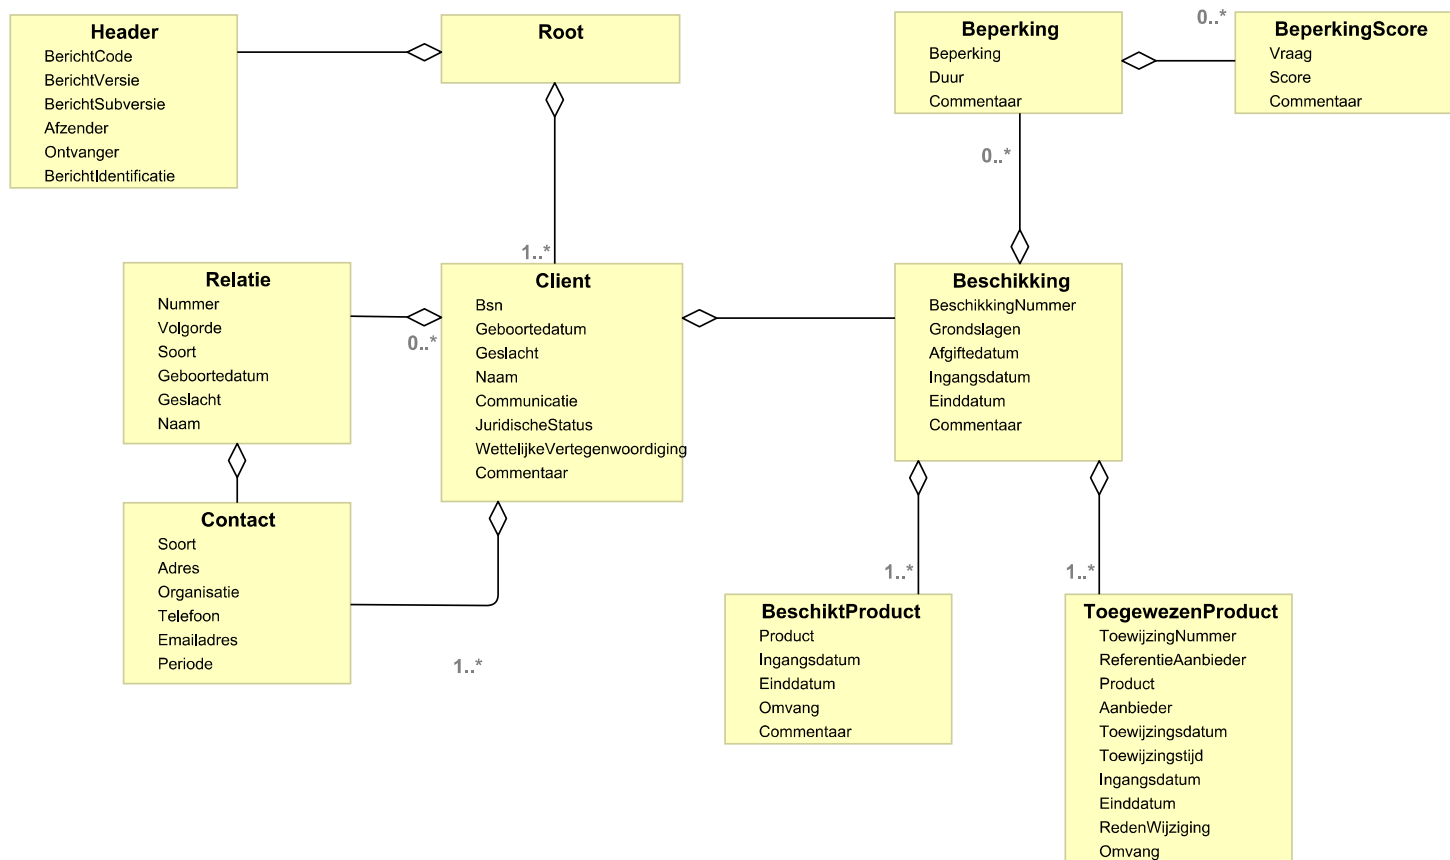 Header
BerichtCode
BerichtVersie
BerichtSubversie
Afzender
Ontvanger
BerichtIdentificatie
Root
Beperking
Beperking
Duur
Commentaar
0..*
BeperkingScore
Vraag
Score
Commentaar
0..*
1..*
Relatie
Nummer
Volgorde
Soort
Geboortedatum
Geslacht
Naam
0..*
Client
Bsn
Geboortedatum
Geslacht
Naam
Communicatie
JuridischeStatus
WettelijkeVertegenwoordiging
Commentaar
Beschikking
BeschikkingNummer
Grondslagen
Afgiftedatum
Ingangsdatum
Einddatum
Commentaar
Contact
Soort
Adres
Organisatie
Telefoon
Emailadres
Periode
1..*
1..*
1..*
BeschiktProduct
Product
Ingangsdatum
Einddatum
Omvang
Commentaar
ToegewezenProduct
ToewijzingNummer
ReferentieAanbieder
Product
Aanbieder
Toewijzingsdatum
Toewijzingstijd
Ingangsdatum
Einddatum
RedenWijziging
Omvang